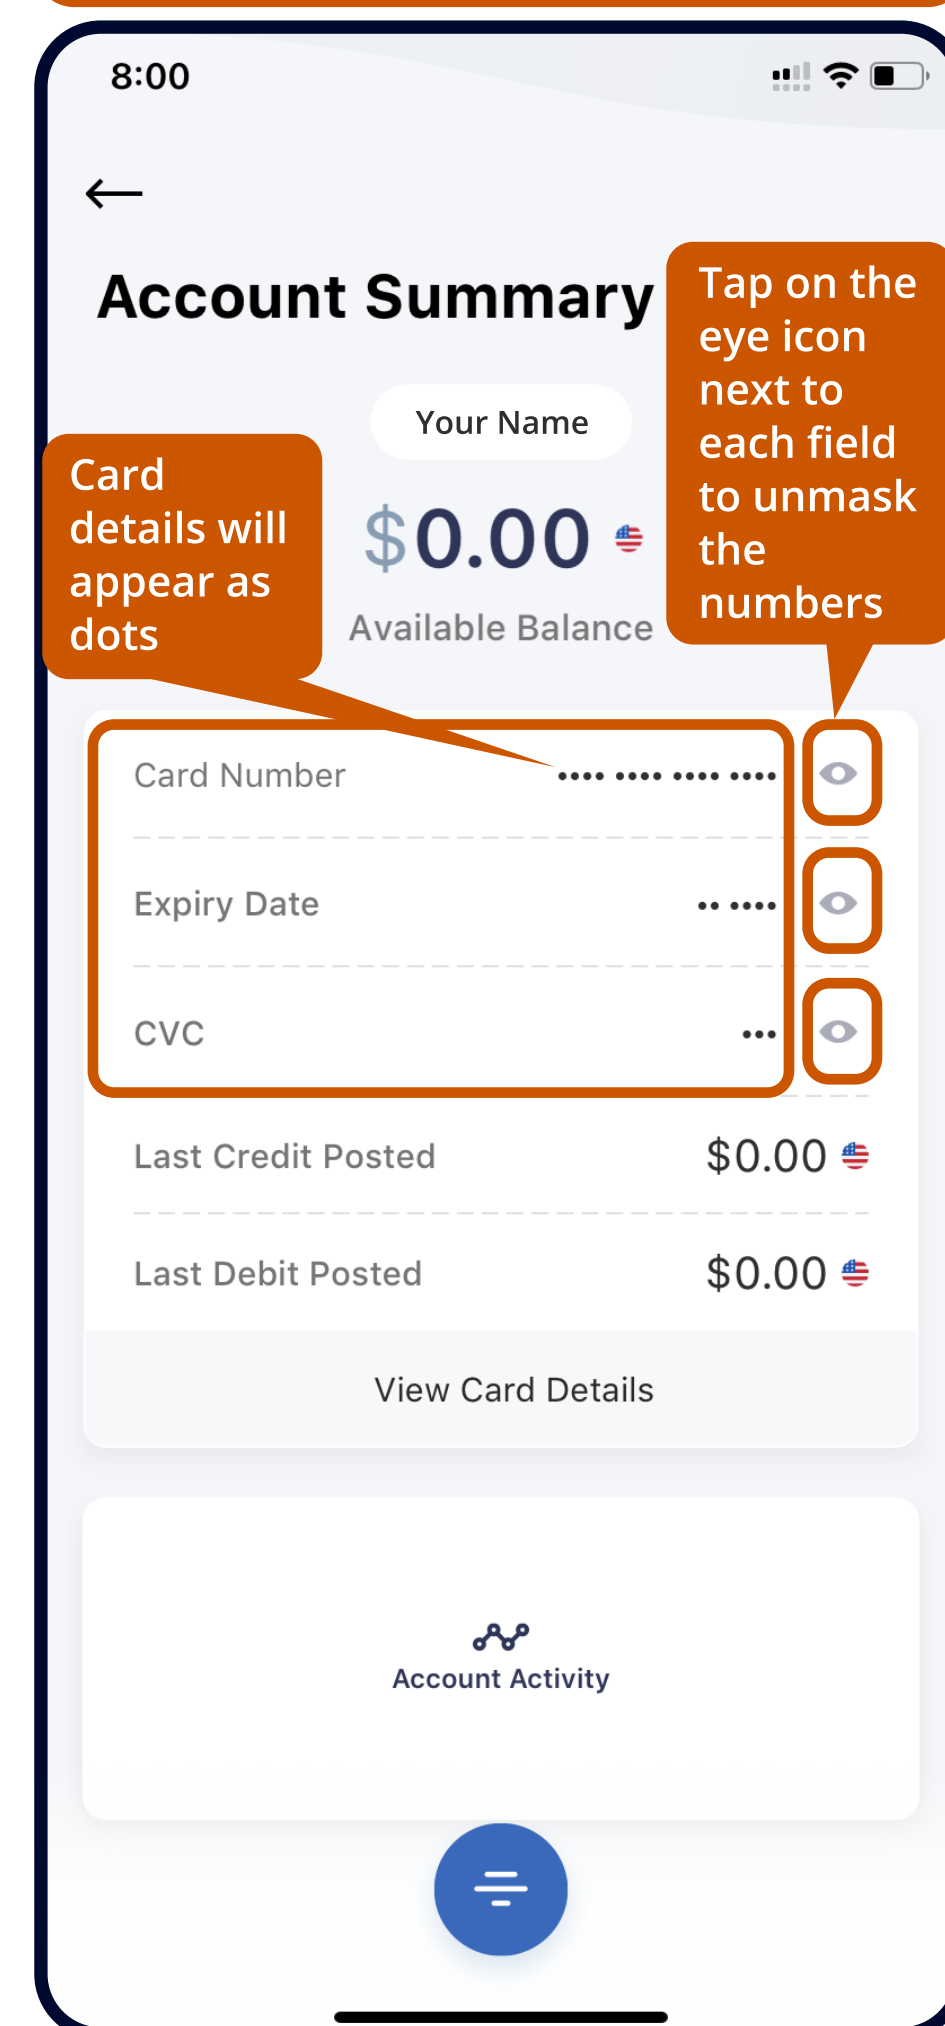 8:00
Account Summary
Tap on the
eye icon
next to
each field
to unmask
the
numbers
Your Name
Card
details will
appear as
dots
$0.00
Available Balance
Card Number •••• •••• •••• ••••
Expiry Date •• ••••
CVC •••
Last Credit Posted $0.00
Last Debit Posted $0.00
View Card Details
Account Activity